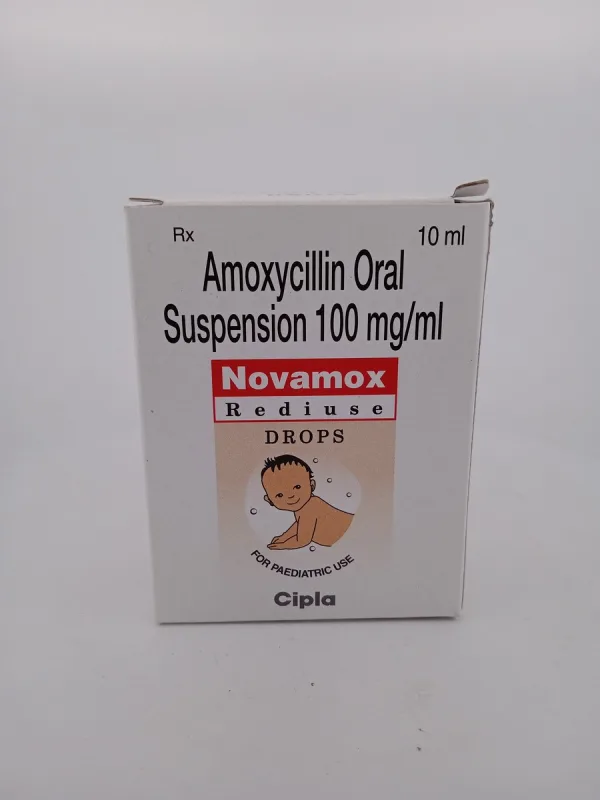 Rx
10 ml
Amoxycillin Oral
Suspension 100 mg/ml
Novamox
Rediuse
DROPS
FOR PAEDIATRIC USE
Cipla